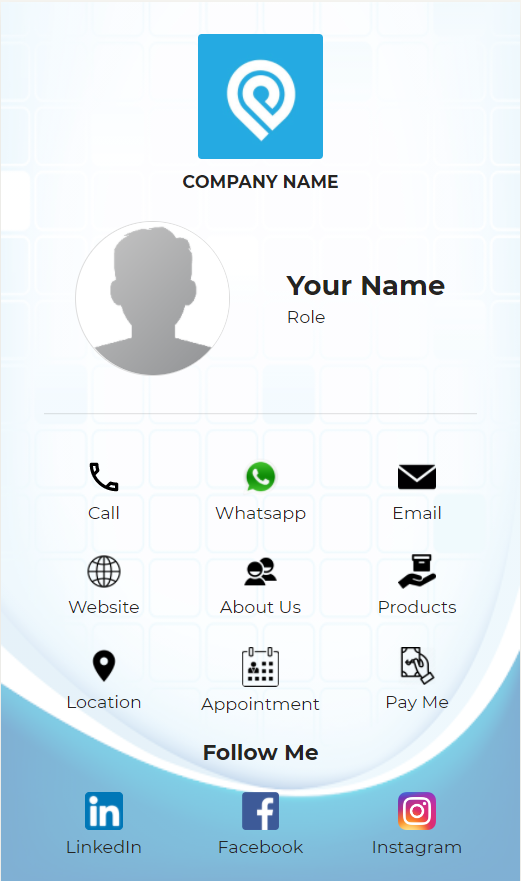 COMPANY NAME
Your Name
Role
Call
Whatsapp
Email
Website
About Us
Products
Location
Appointment
Pay Me
Follow Me
LinkedIn
Facebook
Instagram